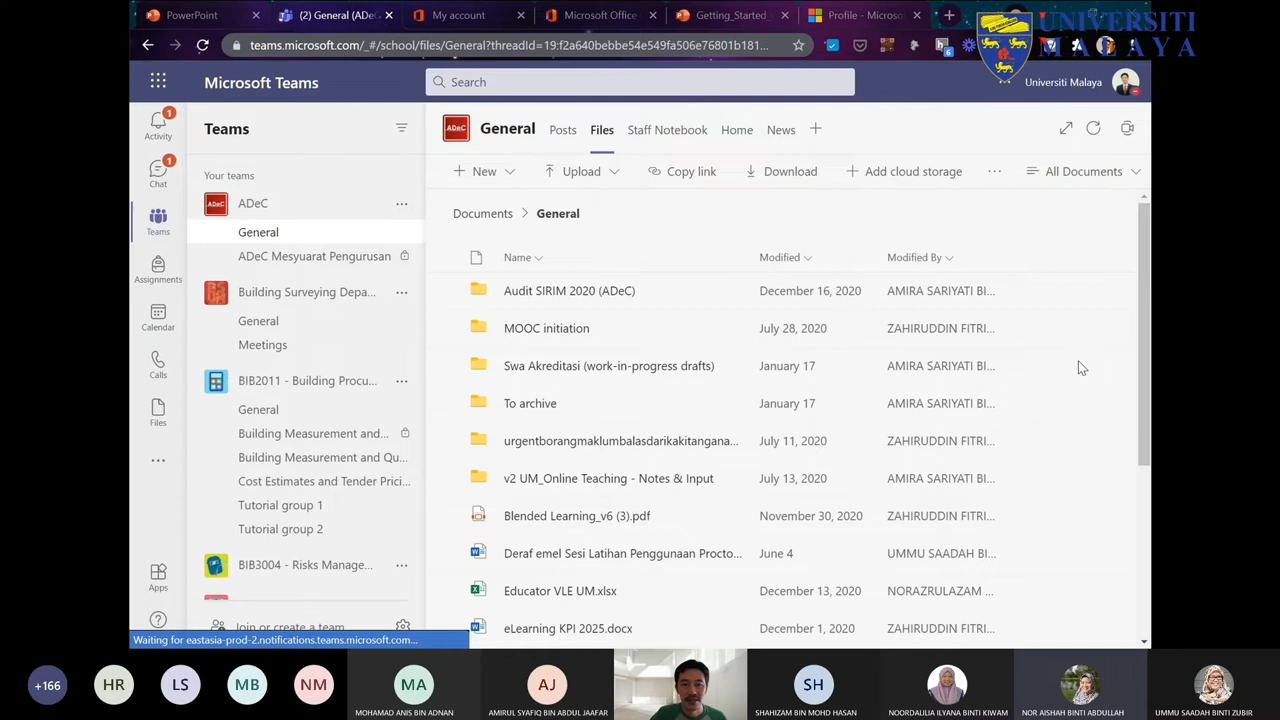 PowerPoint
(2) General (ADeC
My account
Microsoft Office
Getting_Started
Profile - Microso
UNIVERSITI
MALAYA
teams.microsoft.com/_#/school/files/General?threadId=19:f2a640bebbe54e549fa506e76801b181...
6
Microsoft Teams
Search
Universiti Malaya
1
Activity
Teams
General
Posts
Files
Staff Notebook
Home
News
ADeC
1
Chat
Your teams
New
Upload
Copy link
Download
Add cloud storage
All Documents
ADeC
ADeC
Teams
General
Documents
General
ADeC Mesyuarat Pengurusan
Name
Modified
Modified By
Assignments
Building Surveying Depa...
Audit SIRIM 2020 (ADeC)
December 16, 2020
AMIRA SARIYATI BI...
Calendar
General
MOOC initiation
July 28, 2020
ZAHIRUDDIN FITRI...
Meetings
Swa Akreditasi (work-in-progress drafts)
January 17
AMIRA SARIYATI BI...
Calls
BIB2011 - Building Procu...
General
To archive
January 17
AMIRA SARIYATI BI...
Files
Building Measurement and...
urgentborangmaklumbalasdarikakitangana...
July 11, 2020
ZAHIRUDDIN FITRI...
Building Measurement and Qu...
Cost Estimates and Tender Prici...
v2 UM_Online Teaching - Notes & Input
July 13, 2020
AMIRA SARIYATI BI...
Tutorial group 1
Blended Learning_v6 (3).pdf
November 30, 2020
ZAHIRUDDIN FITRI...
Tutorial group 2
Deraf emel Sesi Latihan Penggunaan Procto...
June 4
UMMU SAADAH BI...
BIB3004 - Risks Manage...
Apps
Educator VLE UM.xlsx
December 13, 2020
NORAZRULAZAM ...
Join or create a team
eLearning KPI 2025.docx
December 1, 2020
ZAHIRUDDIN FITRI...
Waiting for eastasia-prod-2.notifications.teams.microsoft.com...
+166
HR
LS
MB
NM
MA
AJ
SH
MOHAMAD ANIS BIN ADNAN
AMIRUL SYAFIQ BIN ABDUL JAAFAR
SHAHIZAM BIN MOHD HASAN
NOORDALILA ILYANA BINTI KIWAM
NOR AISHAH BINTI ABDULLAH
UMMU SAADAH BINTI ZUBIR